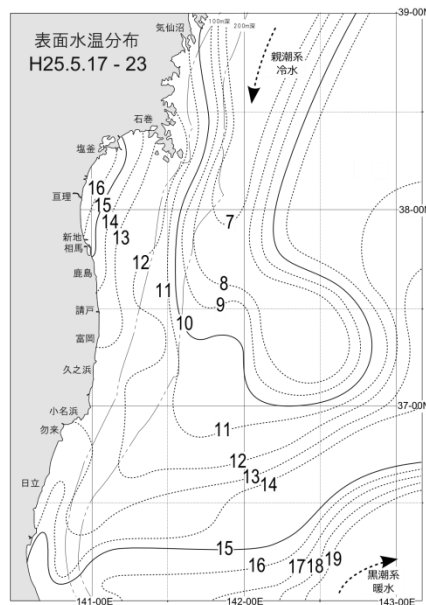 表面水温分布
H25.5.17 - 23
気仙沼
100m深
200m深
39-00N
親潮系
冷水
石巻
塩釜
亘理
16
15
14
13
新地
相馬
7
38-00N
12
鹿島
11
8
9
請戸
10
富岡
久之浜
小名浜
勿来
37-00N
11
12
13
14
日立
15
16
17
18
19
黒潮系
暖水
141-00E
142-00E
143-00E